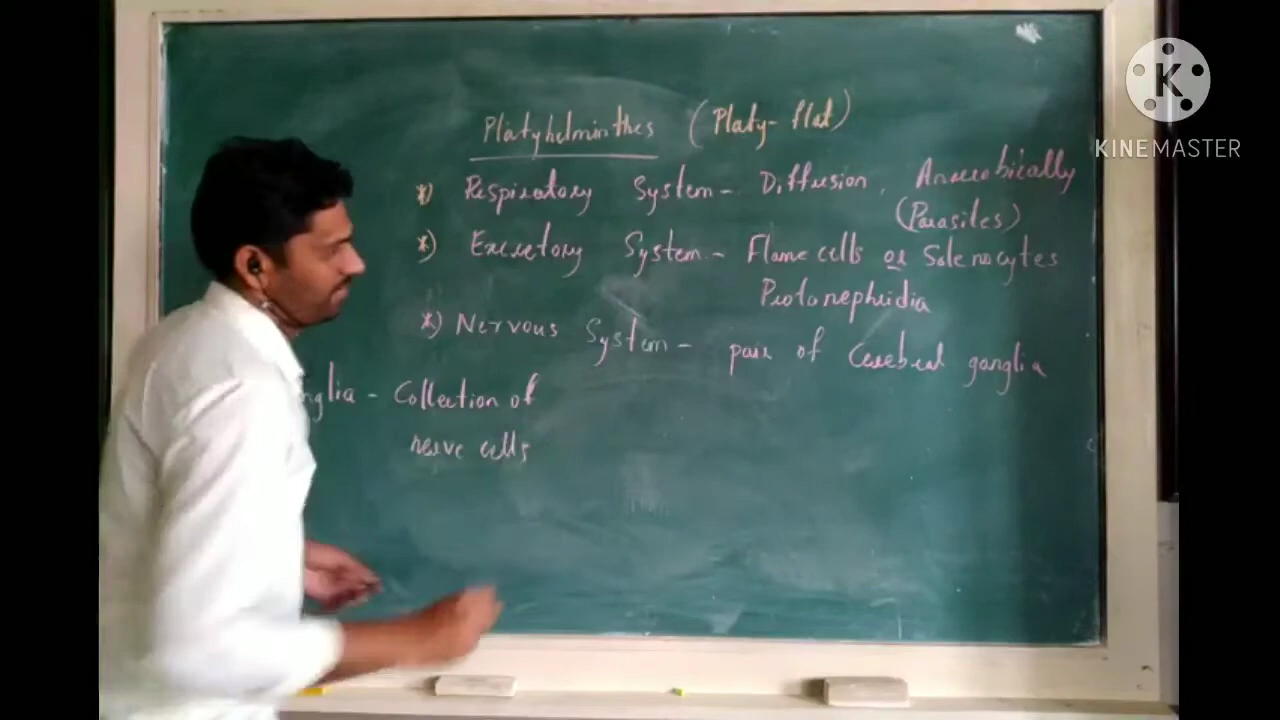 Platyhelminthes (Platy- flat)
*) Respiratory System - Diffusion, Anaerobically
(Parasites)
*) Excretory System - Flame cells or Solenocytes
Protonephridia
*) Nervous System - pair of Cerebral ganglia
nglia - Collection of
nerve cells
K
KINEMASTER